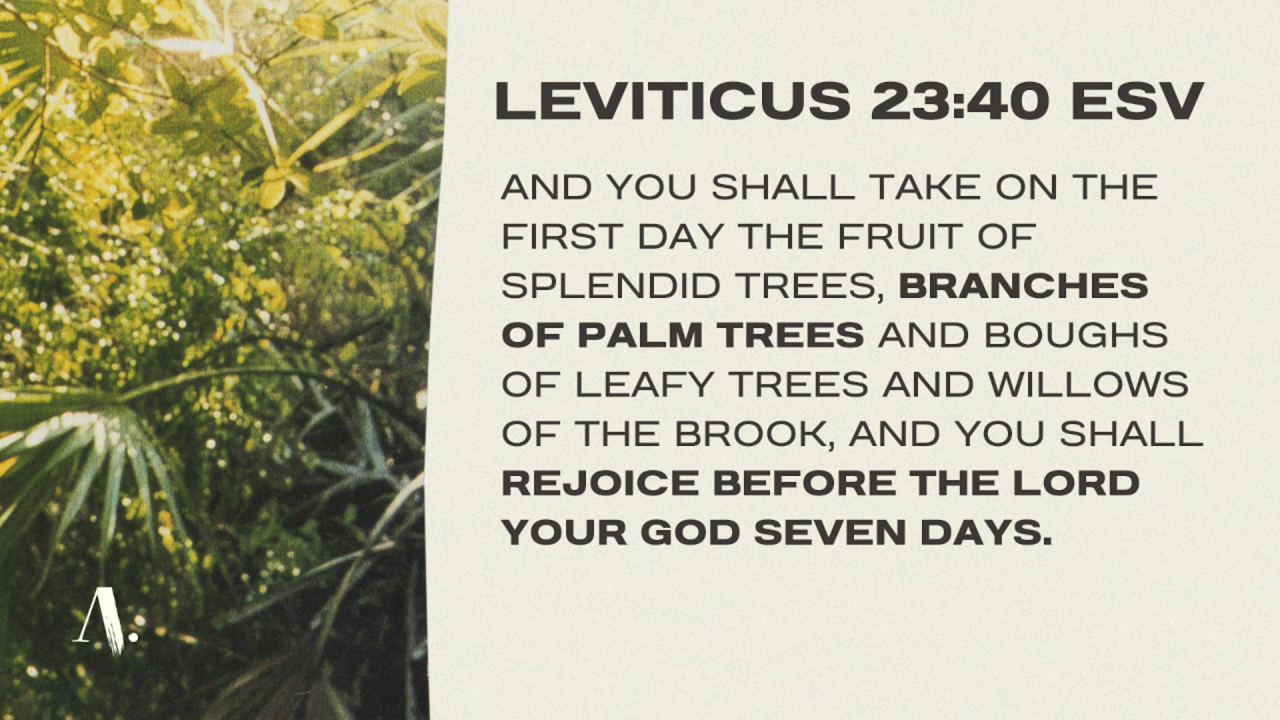 LEVITICUS 23:40 ESV
AND YOU SHALL TAKE ON THE
FIRST DAY THE FRUIT OF
SPLENDID TREES, BRANCHES
OF PALM TREES AND BOUGHS
OF LEAFY TREES AND WILLOWS
OF THE BROOK, AND YOU SHALL
REJOICE BEFORE THE LORD
YOUR GOD SEVEN DAYS.
A.